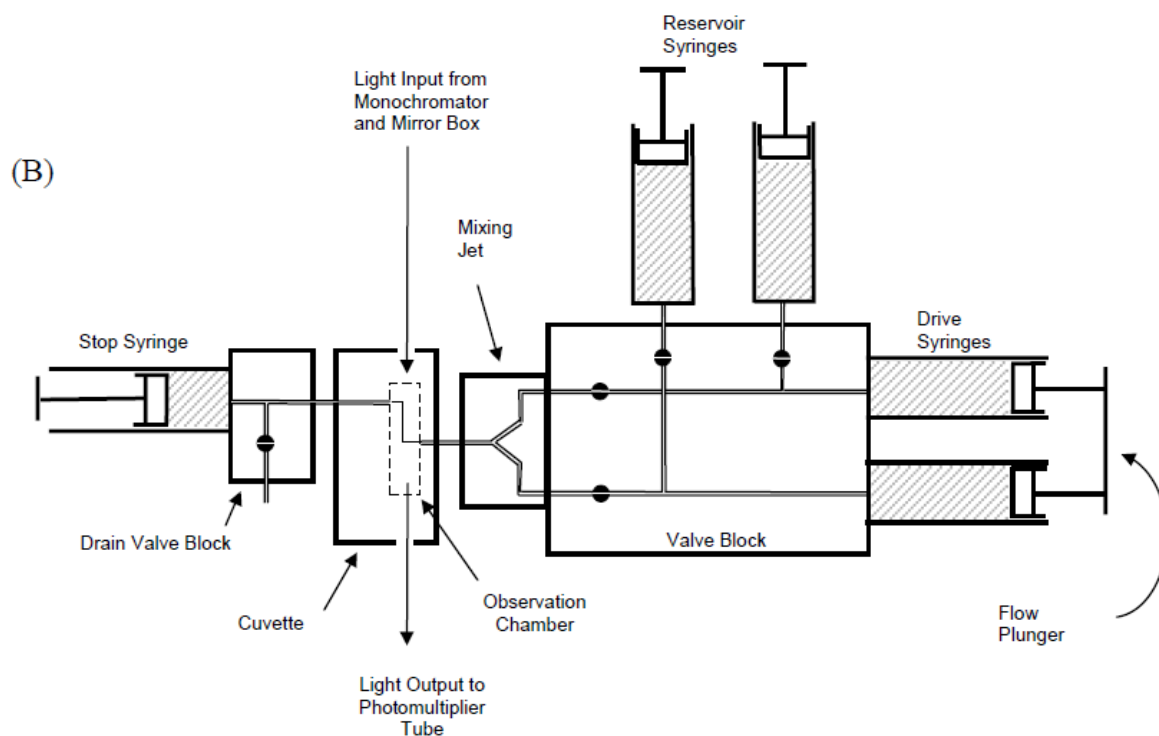 Reservoir
Syringes
Light Input from
Monochromator
and Mirror Box
(B)
Mixing
Jet
Stop Syringe
Drive
Syringes
Drain Valve Block
Valve Block
Cuvette
Observation
Chamber
Flow
Plunger
Light Output to
Photomultiplier
Tube